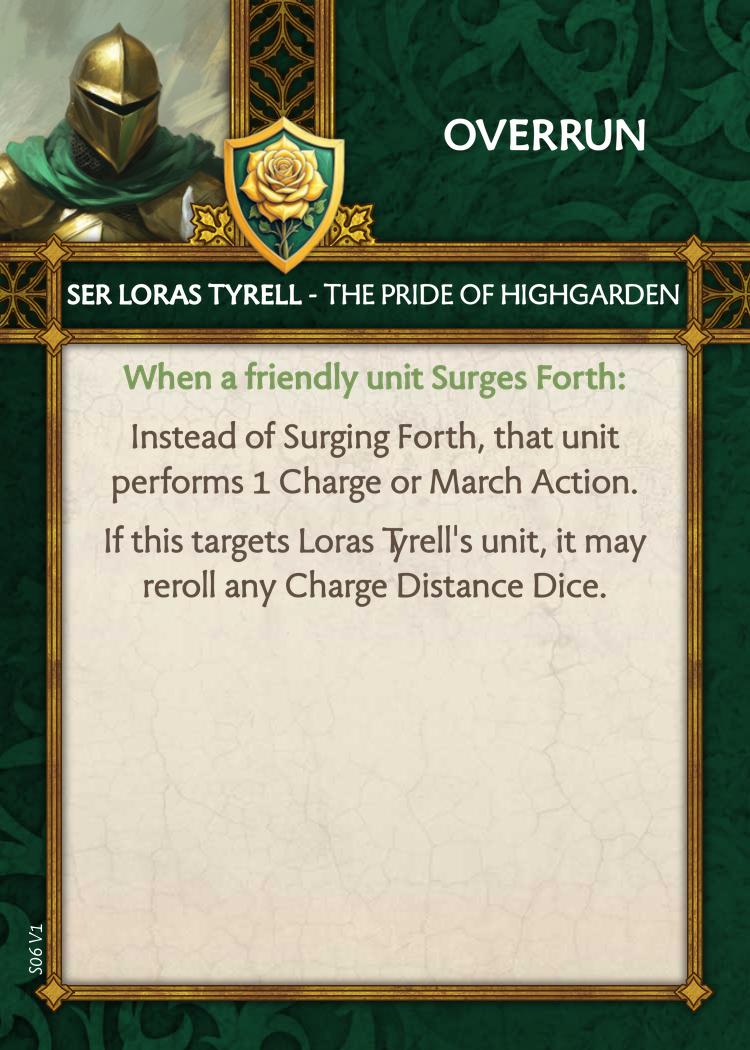 OVERRUN
SER LORAS TYRELL - THE PRIDE OF HIGHGARDEN
When a friendly unit Surges Forth:
Instead of Surging Forth, that unit
performs 1 Charge or March Action.
If this targets Loras Tyrell's unit, it may
reroll any Charge Distance Dice.
S06 V1